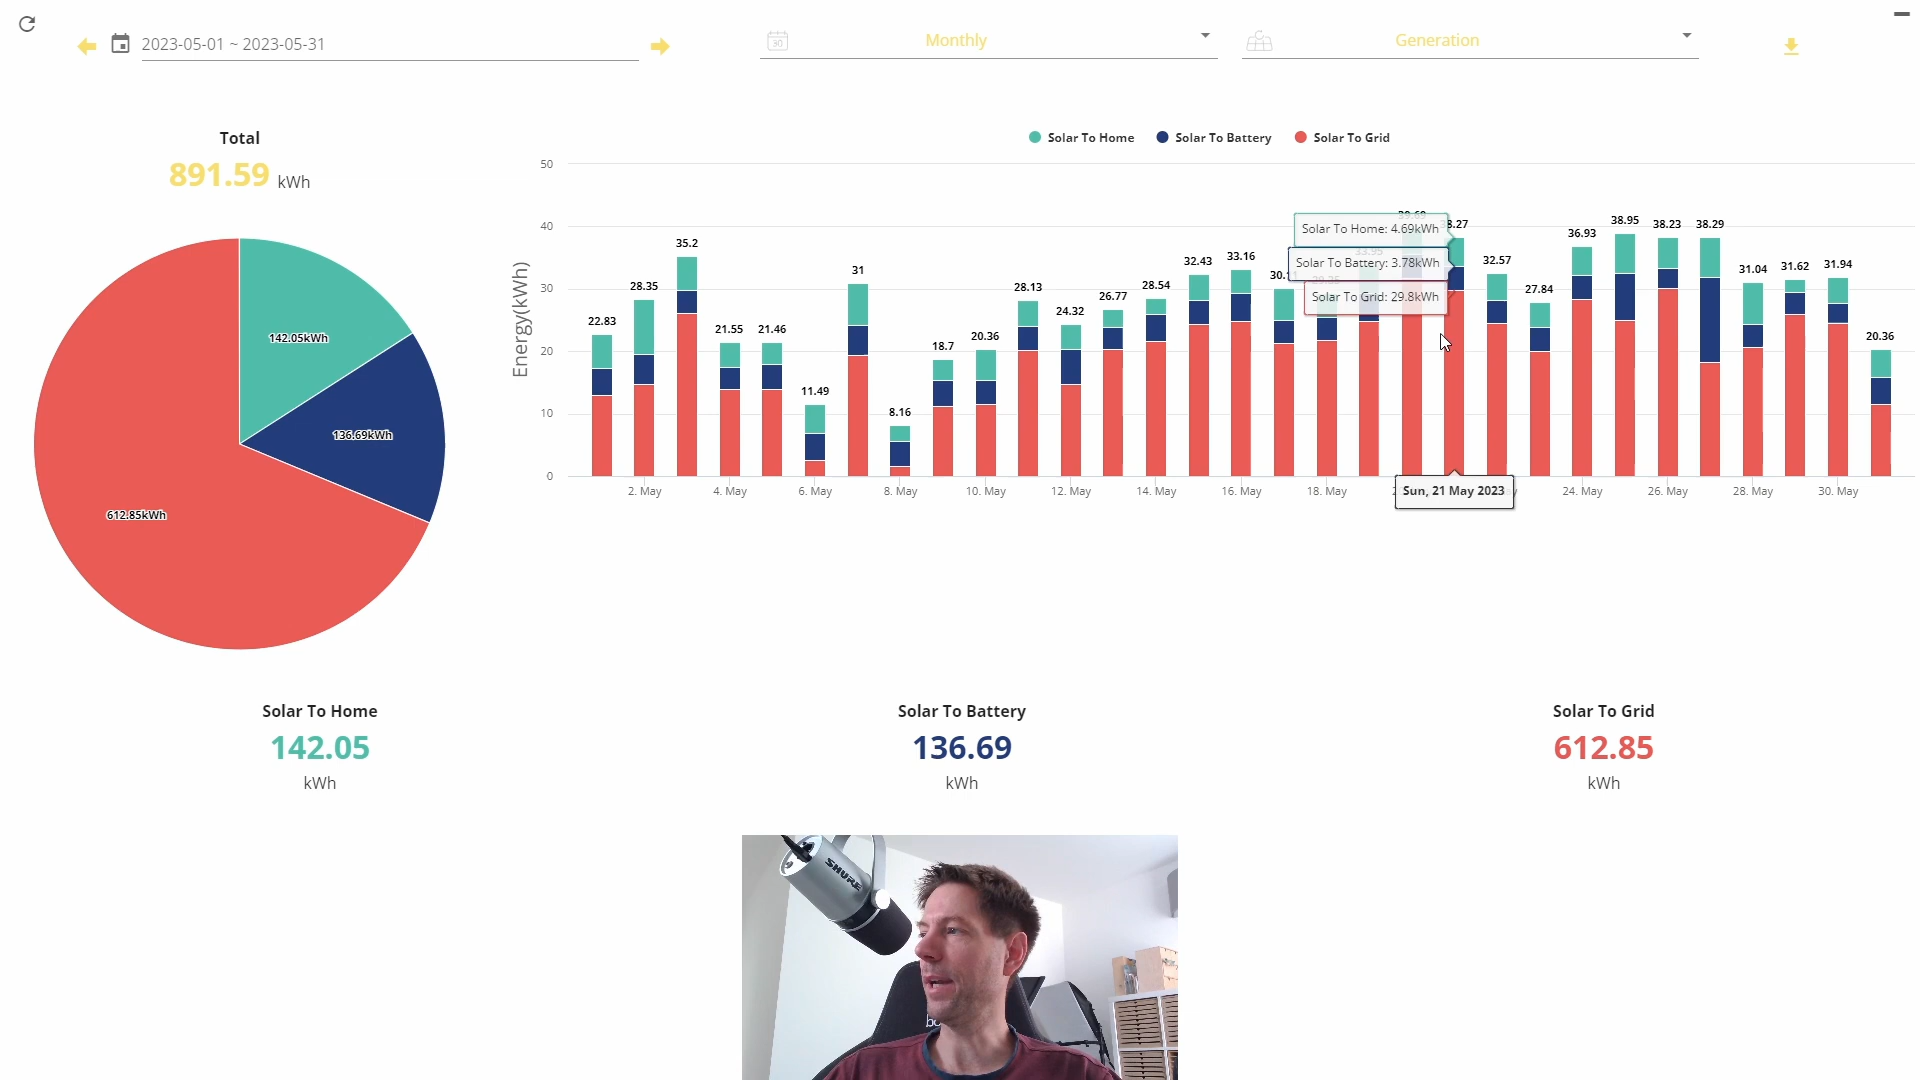 2023-05-01 ~ 2023-05-31
30
Monthly
Generation
Total
891.59 kWh
142.05kWh
136.69kWh
612.85kWh
Solar To Home
Solar To Battery
Solar To Grid
Energy(kWh)
50
40
30
20
10
0
22.83
28.35
35.2
21.55
21.46
11.49
31
8.16
18.7
20.36
28.13
24.32
26.77
28.54
32.43
33.16
39.69
38.27
32.57
27.84
36.93
38.95
38.23
38.29
31.04
31.62
31.94
20.36
Solar To Home: 4.69kWh
Solar To Battery: 3.78kWh
Solar To Grid: 29.8kWh
2. May
4. May
6. May
8. May
10. May
12. May
14. May
16. May
18. May
Sun, 21 May 2023
24. May
26. May
28. May
30. May
Solar To Home
142.05
kWh
Solar To Battery
136.69
kWh
Solar To Grid
612.85
kWh
SHURE